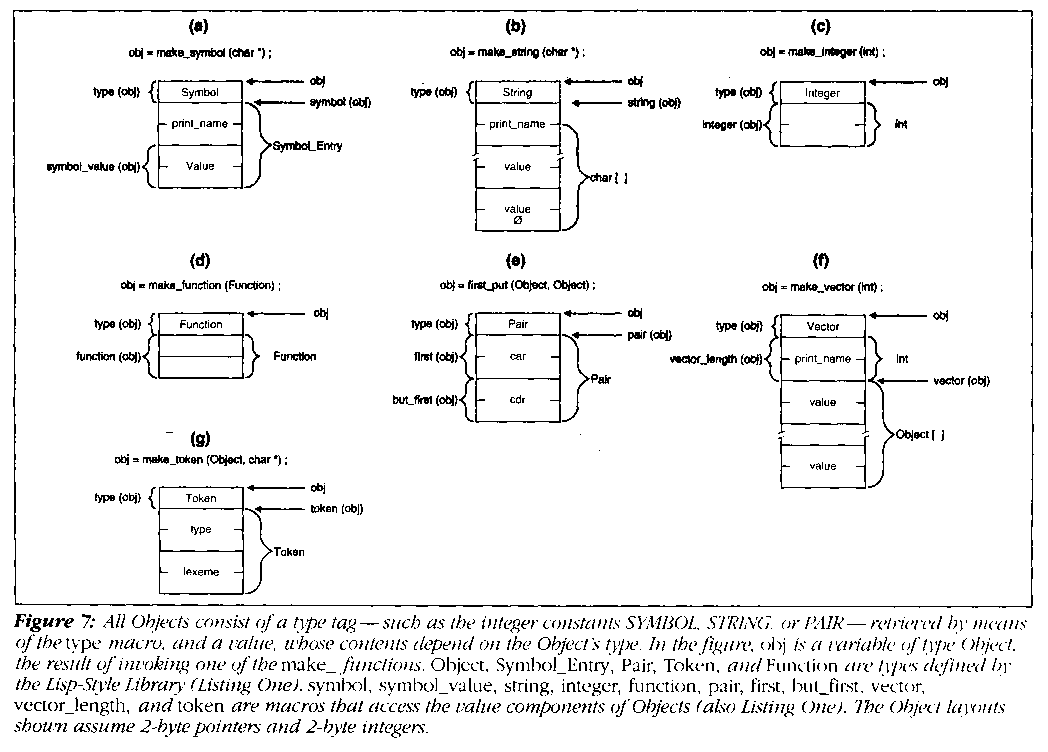 (a)
obj = make_symbol (char *) ;
type (obj)
Symbol
obj
symbol (obj)
print_name
Symbol_Entry
symbol_value (obj)
Value
(b)
obj = make_string (char *) ;
type (obj)
String
obj
string (obj)
print_name
value
char [ ]
value
Ø
(c)
obj = make_integer (int) ;
type (obj)
Integer
obj
integer (obj)
int
(d)
obj = make_function (Function) ;
type (obj)
Function
obj
function (obj)
Function
(e)
obj = first_put (Object, Object) ;
type (obj)
Pair
obj
pair (obj)
first (obj)
car
Pair
but_first (obj)
cdr
(f)
obj = make_vector (int) ;
type (obj)
Vector
obj
vector_length (obj)
print_name
int
vector (obj)
value
Object [ ]
value
(g)
obj = make_token (Object, char *) ;
type (obj)
Token
obj
token (obj)
type
Token
lexeme
Figure 7: All Objects consist of a type tag — such as the integer constants SYMBOL, STRING, or PAIR — retrieved by means
of the type macro, and a value, whose contents depend on the Object's type. In the figure, obj is a variable of type Object,
the result of invoking one of the make_ functions. Object, Symbol_Entry, Pair, Token, and Function are types defined by
the Lisp-Style Library (Listing One). symbol, symbol_value, string, integer, function, pair, first, but_first, vector,
vector_length, and token are macros that access the value components of Objects (also Listing One). The Object layouts
shown assume 2-byte pointers and 2-byte integers.